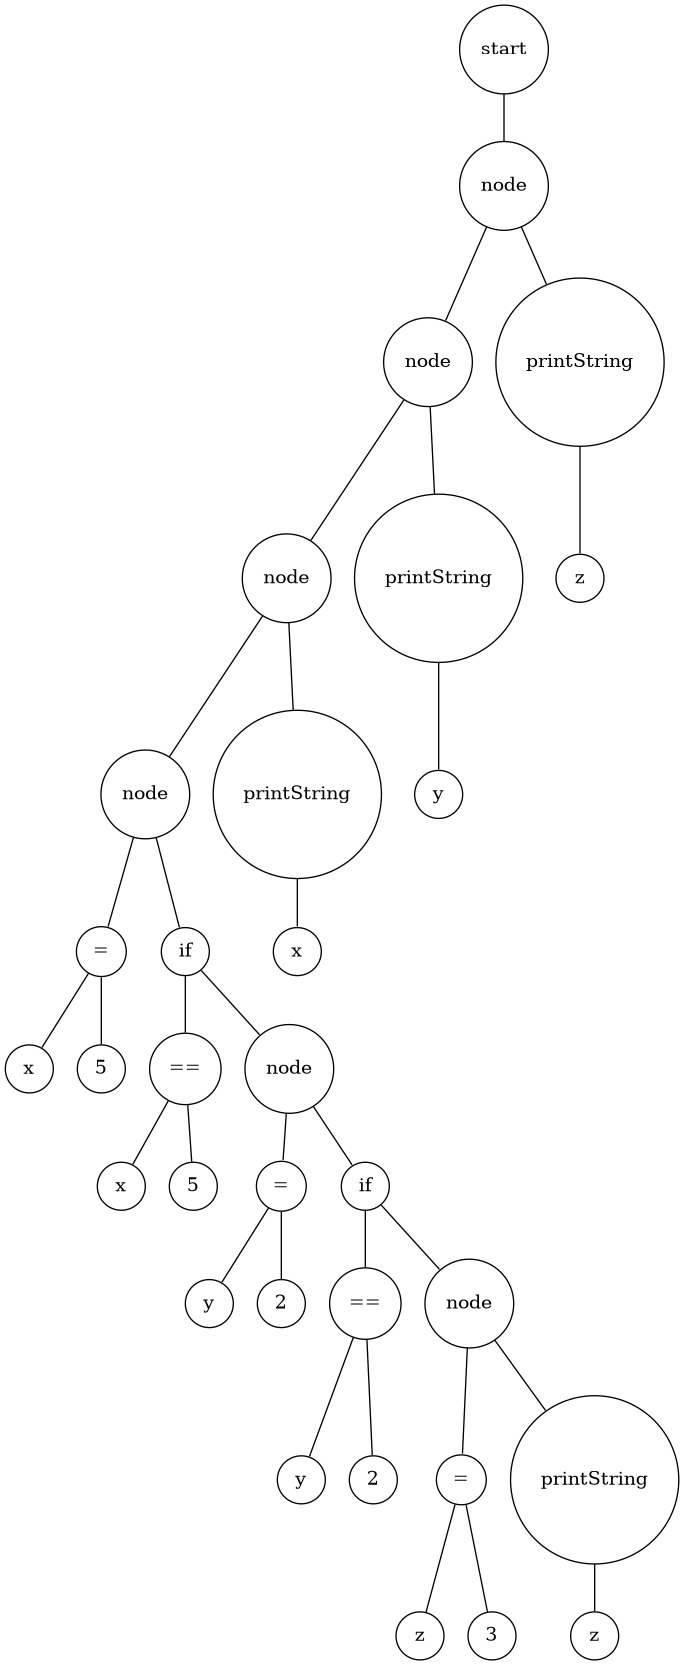 start
node
node
printString
node
printString
z
node
printString
y
=
if
x
x
5
==
node
x
5
=
if
y
2
==
node
y
2
=
printString
z
3
z